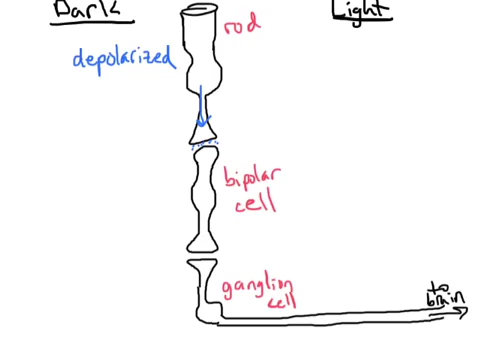 Dark
Light
rod
depolarized
bipolar
cell
ganglion
cell
to
brain